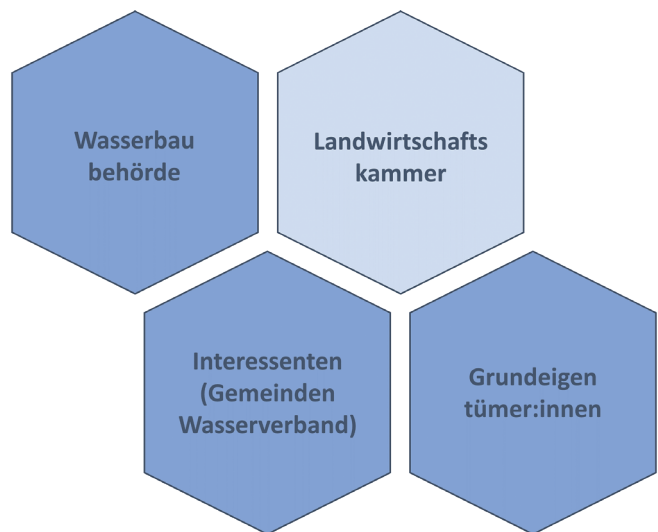 Wasserbau
behörde
Landwirtschafts
kammer
Interessenten
(Gemeinden
Wasserverband)
Grundeigen
tümer:innen